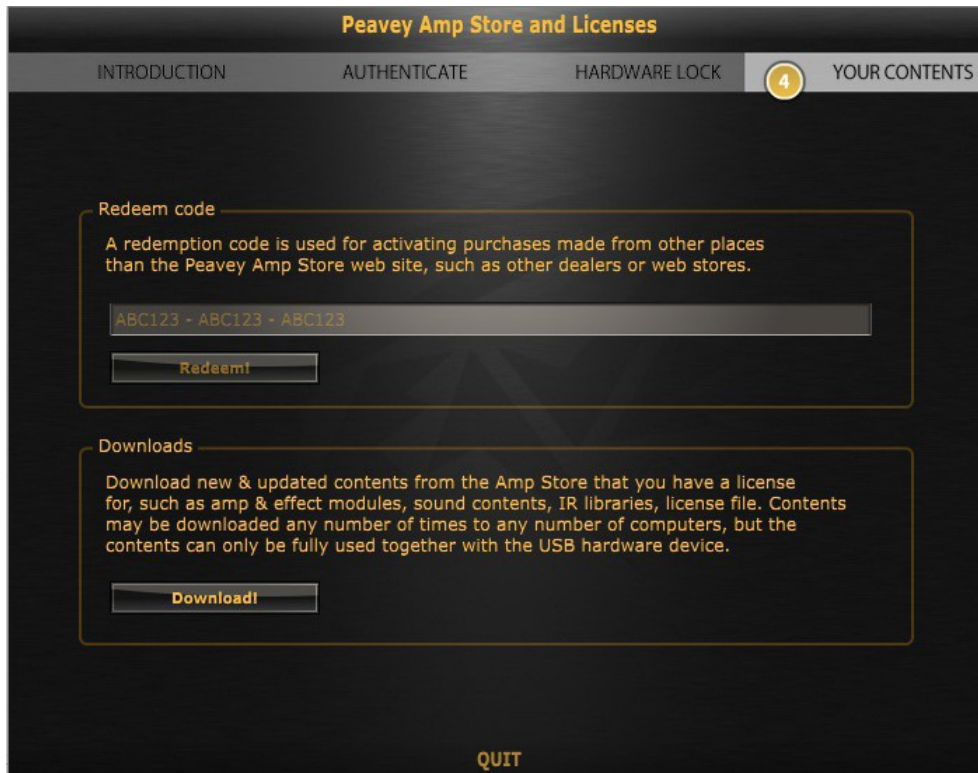 Peavey Amp Store and Licenses
INTRODUCTION AUTHENTICATE HARDWARE LOCK 4 YOUR CONTENTS
Redeem code
A redemption code is used for activating purchases made from other places
than the Peavey Amp Store web site, such as other dealers or web stores.
ABC123 - ABC123 - ABC123
Redeem!
Downloads
Download new & updated contents from the Amp Store that you have a license
for, such as amp & effect modules, sound contents, IR libraries, license file. Contents
may be downloaded any number of times to any number of computers, but the
contents can only be fully used together with the USB hardware device.
Download!
QUIT